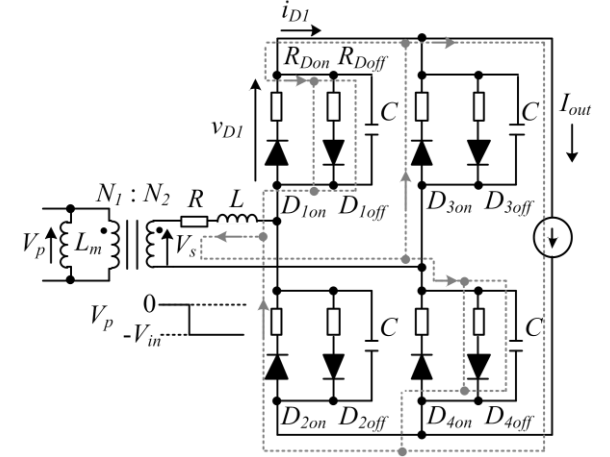 i_{D1}
R_{Don} R_{Doff}
C
C
v_{D1}
I_{out}
D_{1on} D_{1off}
D_{3on} D_{3off}
N_1 : N_2
R
L
V_p
L_m
V_s
V_p
0
-V_{in}
C
C
D_{2on} D_{2off}
D_{4on} D_{4off}